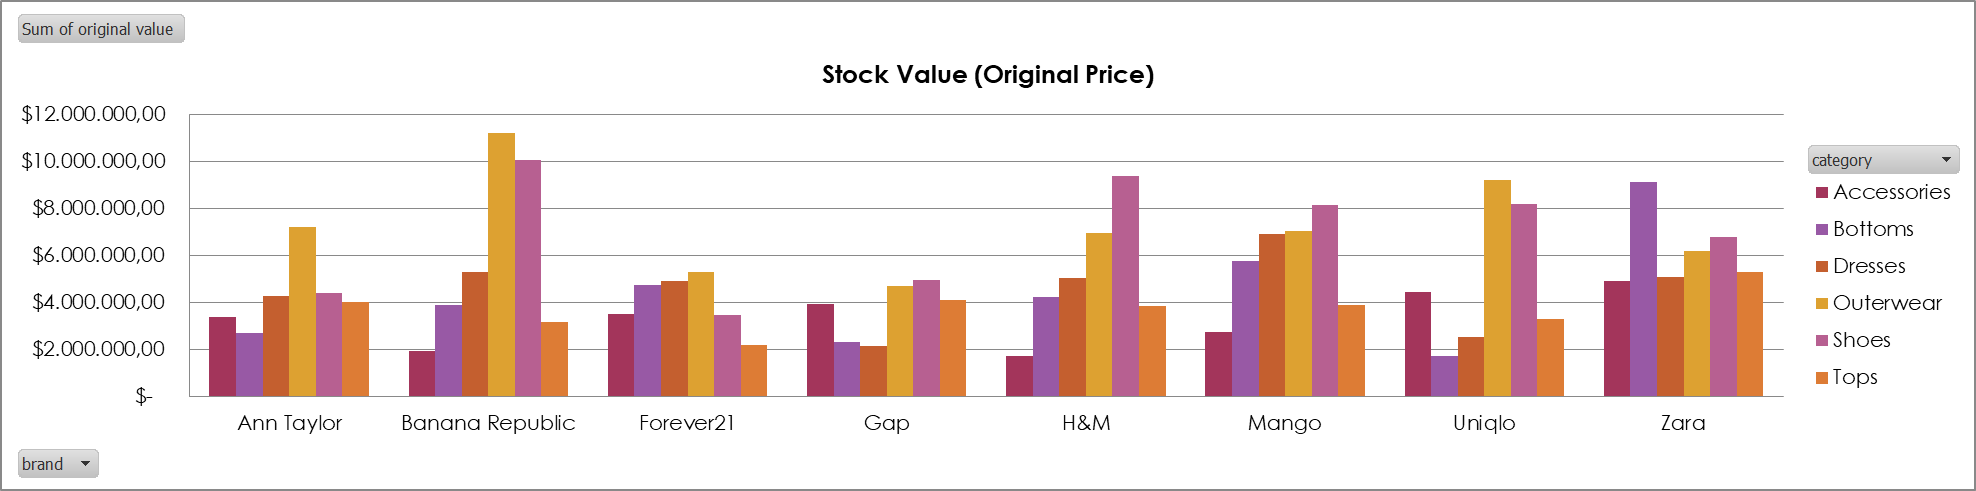 Sum of original value
Stock Value (Original Price)
$12.000.000,00
$10.000.000,00
$8.000.000,00
$6.000.000,00
$4.000.000,00
$2.000.000,00
$-
Ann Taylor Banana Republic Forever21 Gap H&M Mango Uniqlo Zara
category
Accessories
Bottoms
Dresses
Outerwear
Shoes
Tops
brand